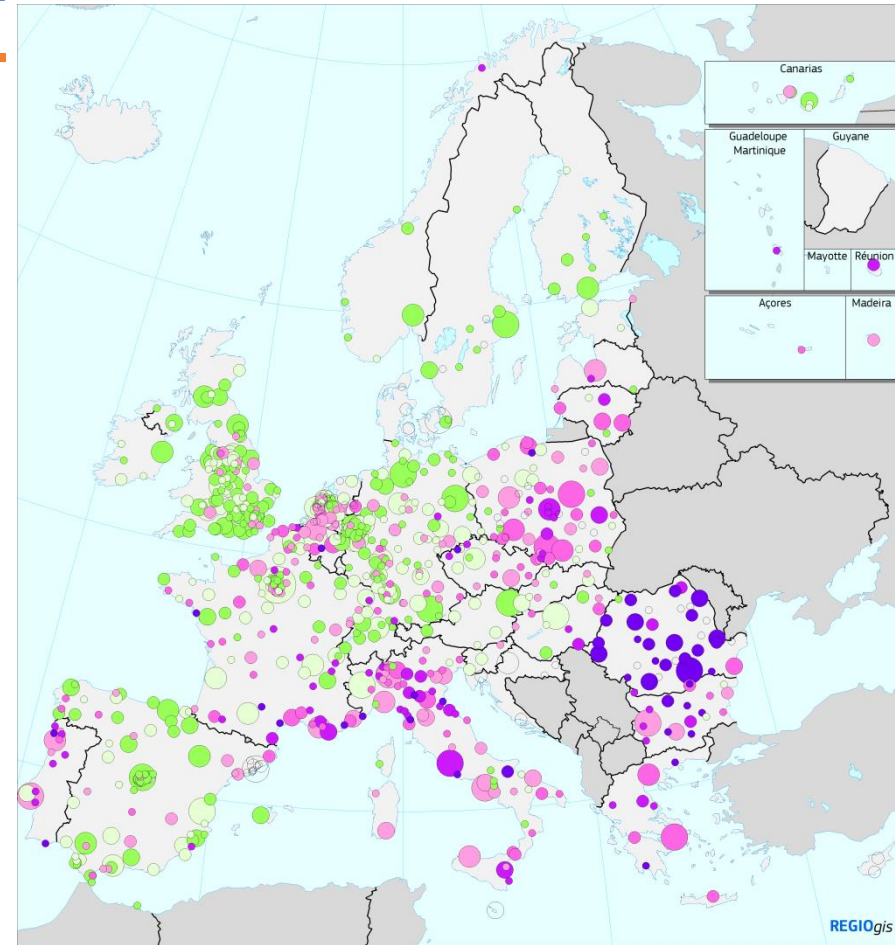 Canarias
Guadeloupe
Martinique
Guyane
Mayotte
Réunion
Açores
Madeira
REGIOgis